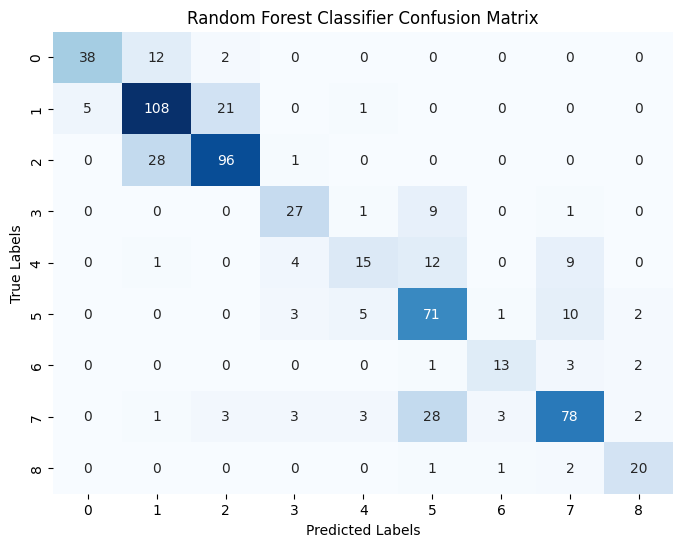 Random Forest Classifier Confusion Matrix
0 38 12 2 0 0 0 0 0 0
1 5 108 21 0 1 0 0 0 0
2 0 28 96 1 0 0 0 0 0
3 0 0 0 27 1 9 0 1 0
4 0 1 0 4 15 12 0 9 0
5 0 0 0 3 5 71 1 10 2
6 0 0 0 0 0 1 13 3 2
7 0 1 3 3 3 28 3 78 2
8 0 0 0 0 0 1 1 2 20
0 1 2 3 4 5 6 7 8
True Labels
Predicted Labels